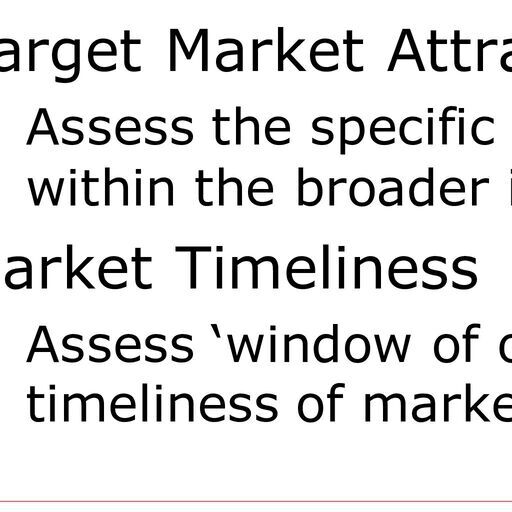 arget Market Attra
Assess the specific
within the broader i
arket Timeliness
Assess ‘window of o
timeliness of marke